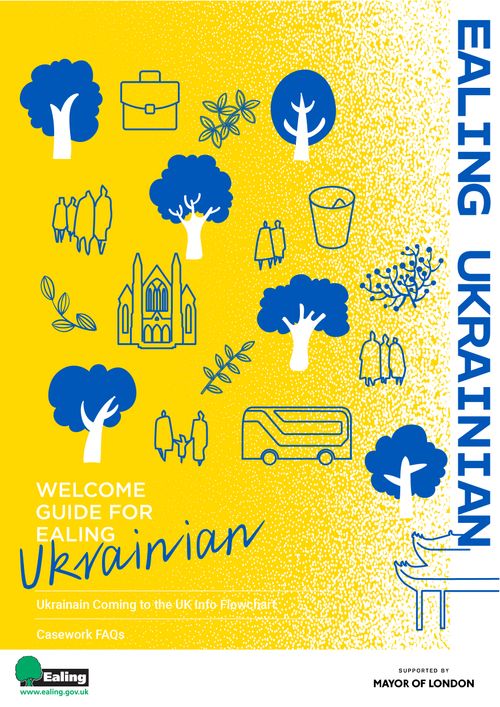 EALING UKRAINIAN
WELCOME
GUIDE FOR
EALING
Ukrainian
Ukrainain Coming to the UK Info Flewchart
Casework FAQs
Ealing
www.ealing.gov.uk
SUPPORTED BY
MAYOR OF LONDON